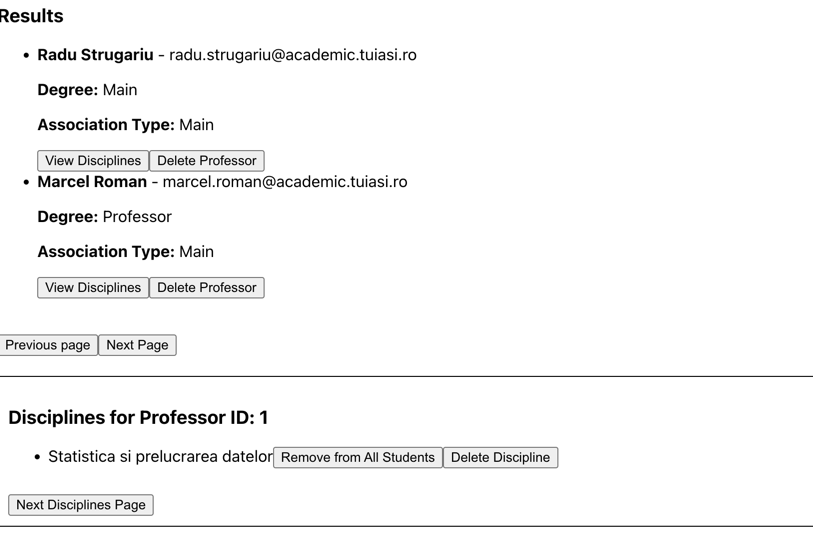 Results
Radu Strugariu - radu.strugariu@academic.tuiasi.ro
Degree: Main
Association Type: Main
View Disciplines Delete Professor
Marcel Roman - marcel.roman@academic.tuiasi.ro
Degree: Professor
Association Type: Main
View Disciplines Delete Professor
Previous page Next Page
Disciplines for Professor ID: 1
Statistica si prelucrarea datelor Remove from All Students Delete Discipline
Next Disciplines Page